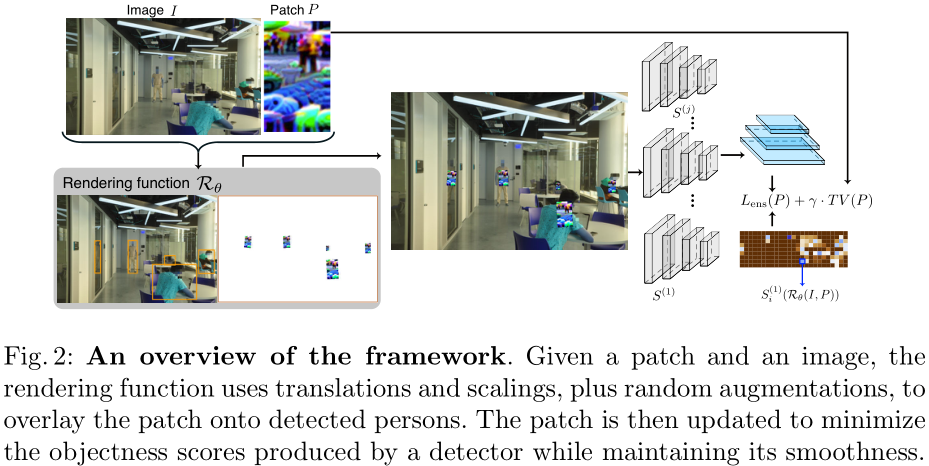 Image I
Patch P
Rendering function $\mathcal{R}_\theta$
$S^{(j)}$
$S^{(1)}$
$L_{\text{ens}}(P) + \gamma \cdot TV(P)$
$S_i^{(1)}(\mathcal{R}_\theta(I, P))$
Fig. 2: An overview of the framework. Given a patch and an image, the
rendering function uses translations and scalings, plus random augmentations, to
overlay the patch onto detected persons. The patch is then updated to minimize
the objectness scores produced by a detector while maintaining its smoothness.